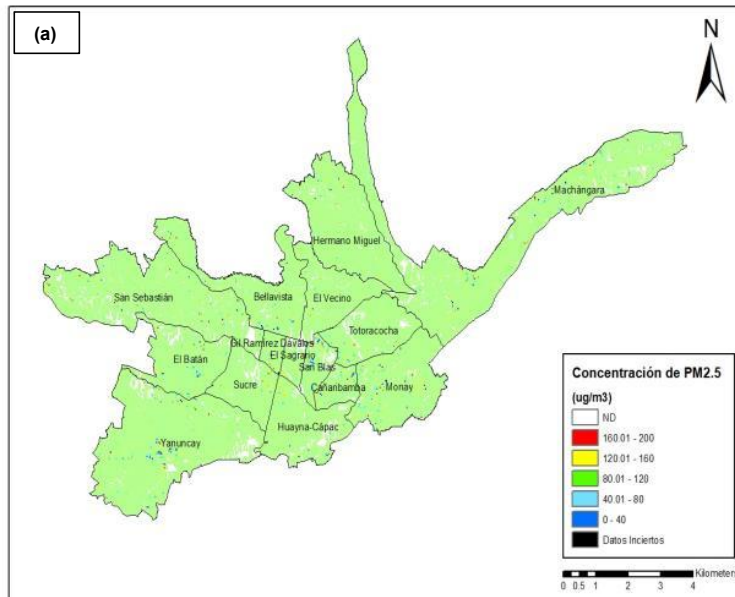 (a)
N
Machángara
Hermano Miguel
San Sebastián
Bellavista
El Vecino
Totoracocha
Gil Ramírez Dávalos
El Sagrario
El Batán
San Blas
Sucre
Cañaribamba
Monay
Huayna-Cápac
Yanuncay
Concentración de PM2.5
(ug/m3)
ND
160.01 - 200
120.01 - 160
80.01 - 120
40.01 - 80
0 - 40
Datos Inciertos
Kilometers
0 0.5 1 2 3 4